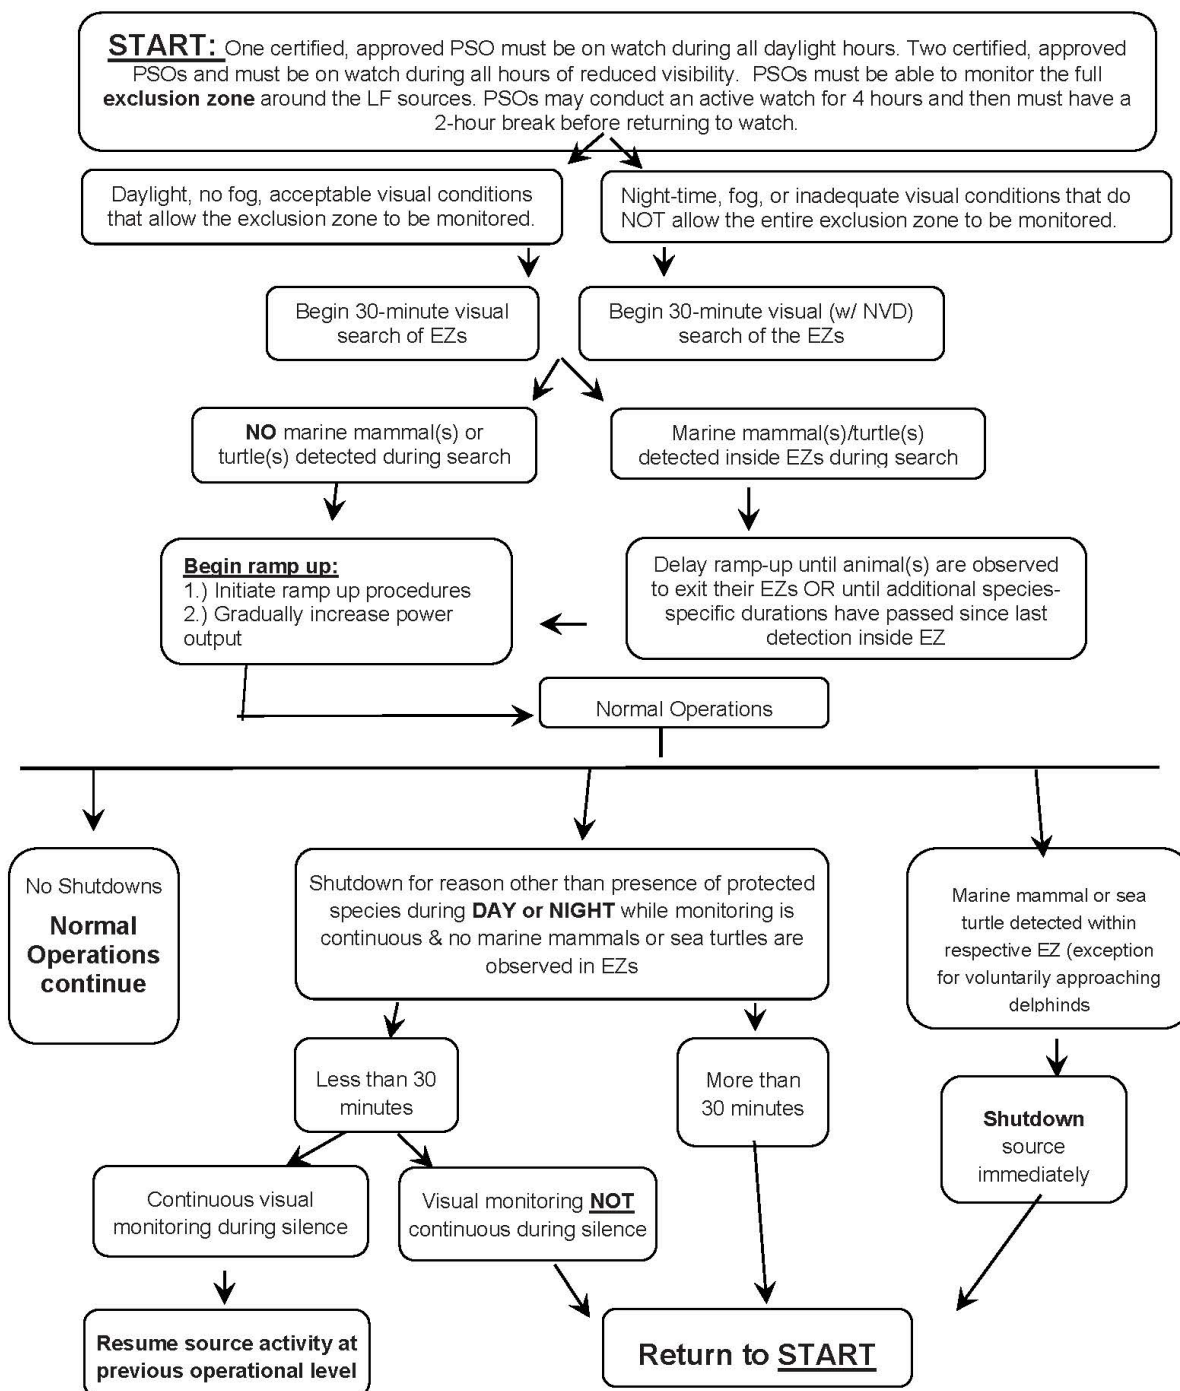 START: One certified, approved PSO must be on watch during all daylight hours. Two certified, approved
PSOs and must be on watch during all hours of reduced visibility. PSOs must be able to monitor the full
exclusion zone around the LF sources. PSOs may conduct an active watch for 4 hours and then must have a
2-hour break before returning to watch.
Daylight, no fog, acceptable visual conditions
that allow the exclusion zone to be monitored.
Night-time, fog, or inadequate visual conditions that do
NOT allow the entire exclusion zone to be monitored.
Begin 30-minute visual
search of EZs
Begin 30-minute visual (w/ NVD)
search of the EZs
NO marine mammal(s) or
turtle(s) detected during search
Marine mammal(s)/turtle(s)
detected inside EZs during search
Begin ramp up:
1.) Initiate ramp up procedures
2.) Gradually increase power
output
Delay ramp-up until animal(s) are observed
to exit their EZs OR until additional species-
specific durations have passed since last
detection inside EZ
Normal Operations
No Shutdowns
Normal
Operations
continue
Shutdown for reason other than presence of protected
species during DAY or NIGHT while monitoring is
continuous & no marine mammals or sea turtles are
observed in EZs
Marine mammal or sea
turtle detected within
respective EZ (exception
for voluntarily approaching
delphinds
Less than 30
minutes
More than
30 minutes
Shutdown
source
immediately
Continuous visual
monitoring during silence
Visual monitoring NOT
continuous during silence
Resume source activity at
previous operational level
Return to START